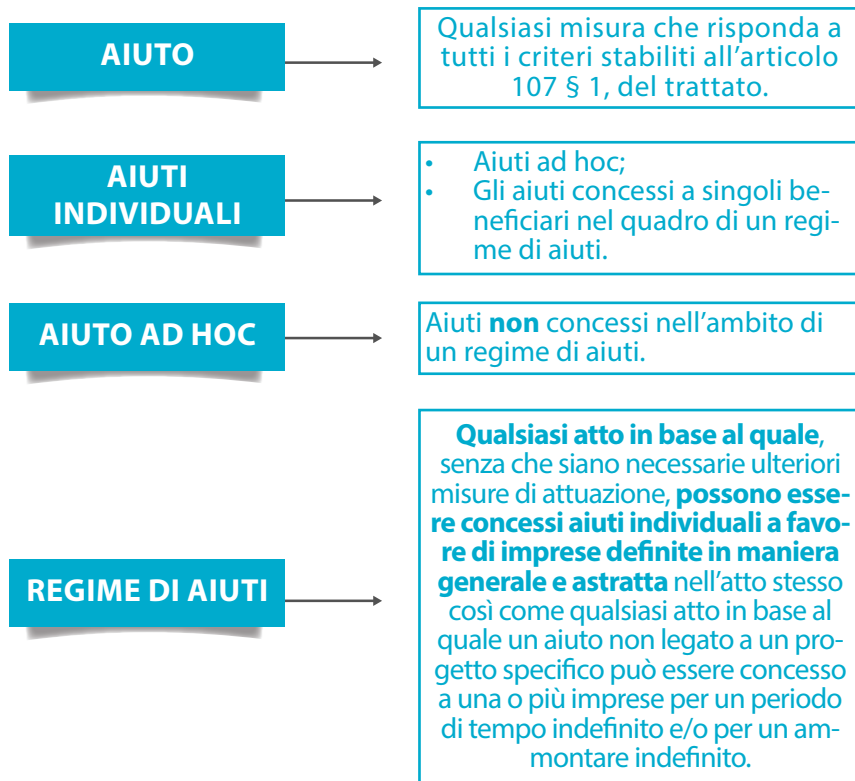 AIUTO
Qualsiasi misura che risponda a
tutti i criteri stabiliti all’articolo
107 § 1, del trattato.
AIUTI
INDIVIDUALI
• Aiuti ad hoc;
• Gli aiuti concessi a singoli be-
neficiari nel quadro di un regi-
me di aiuti.
AIUTO AD HOC
Aiuti non concessi nell’ambito di
un regime di aiuti.
REGIME DI AIUTI
Qualsiasi atto in base al quale,
senza che siano necessarie ulteriori
misure di attuazione, possono esse-
re concessi aiuti individuali a favo-
re di imprese definite in maniera
generale e astratta nell’atto stesso
così come qualsiasi atto in base al
quale un aiuto non legato a un pro-
getto specifico può essere concesso
a una o più imprese per un periodo
di tempo indefinito e/o per un am-
montare indefinito.